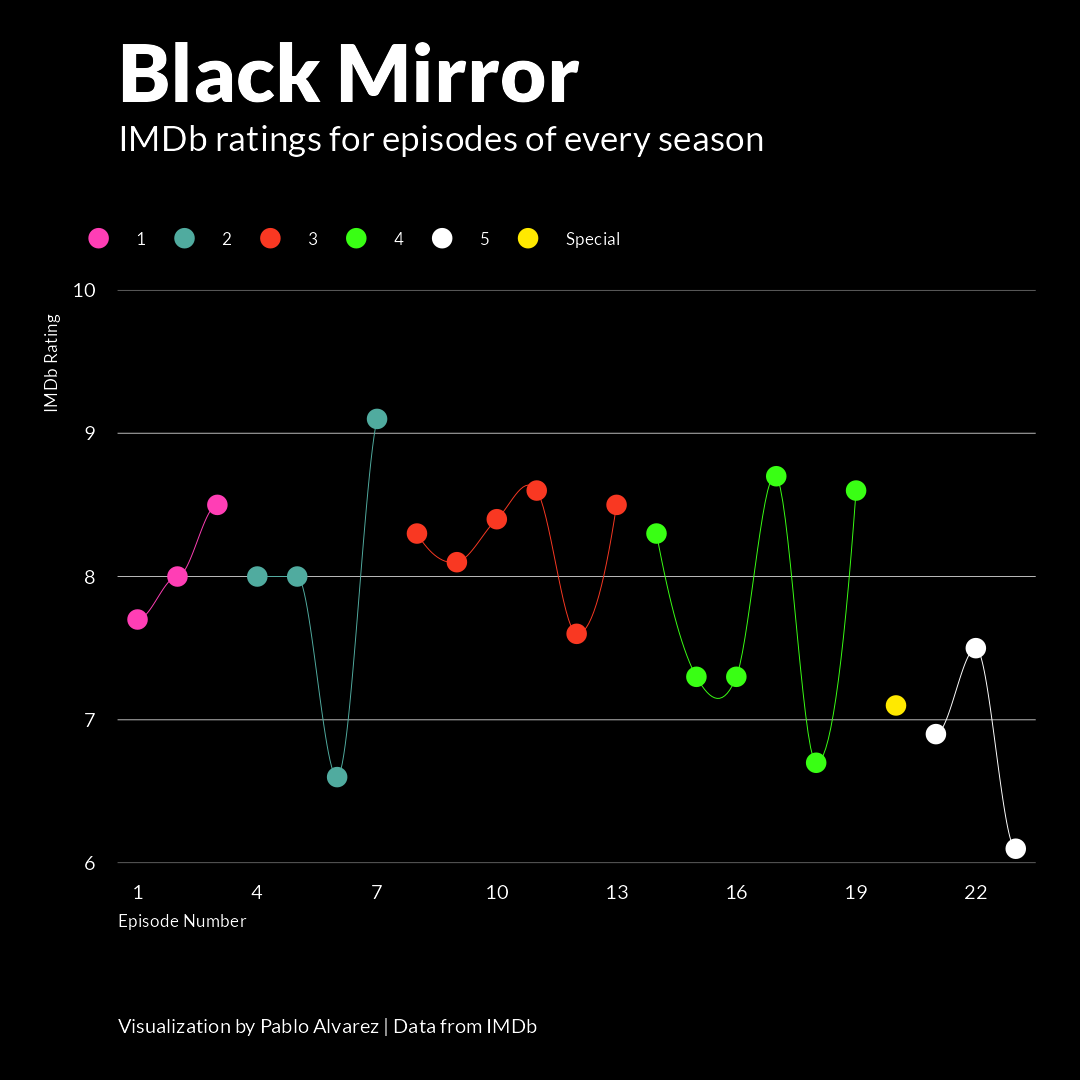 Black Mirror
IMDb ratings for episodes of every season
1 2 3 4 5 Special
IMDb Rating
10
9
8
7
6
1 4 7 10 13 16 19 22
Episode Number
Visualization by Pablo Alvarez | Data from IMDb